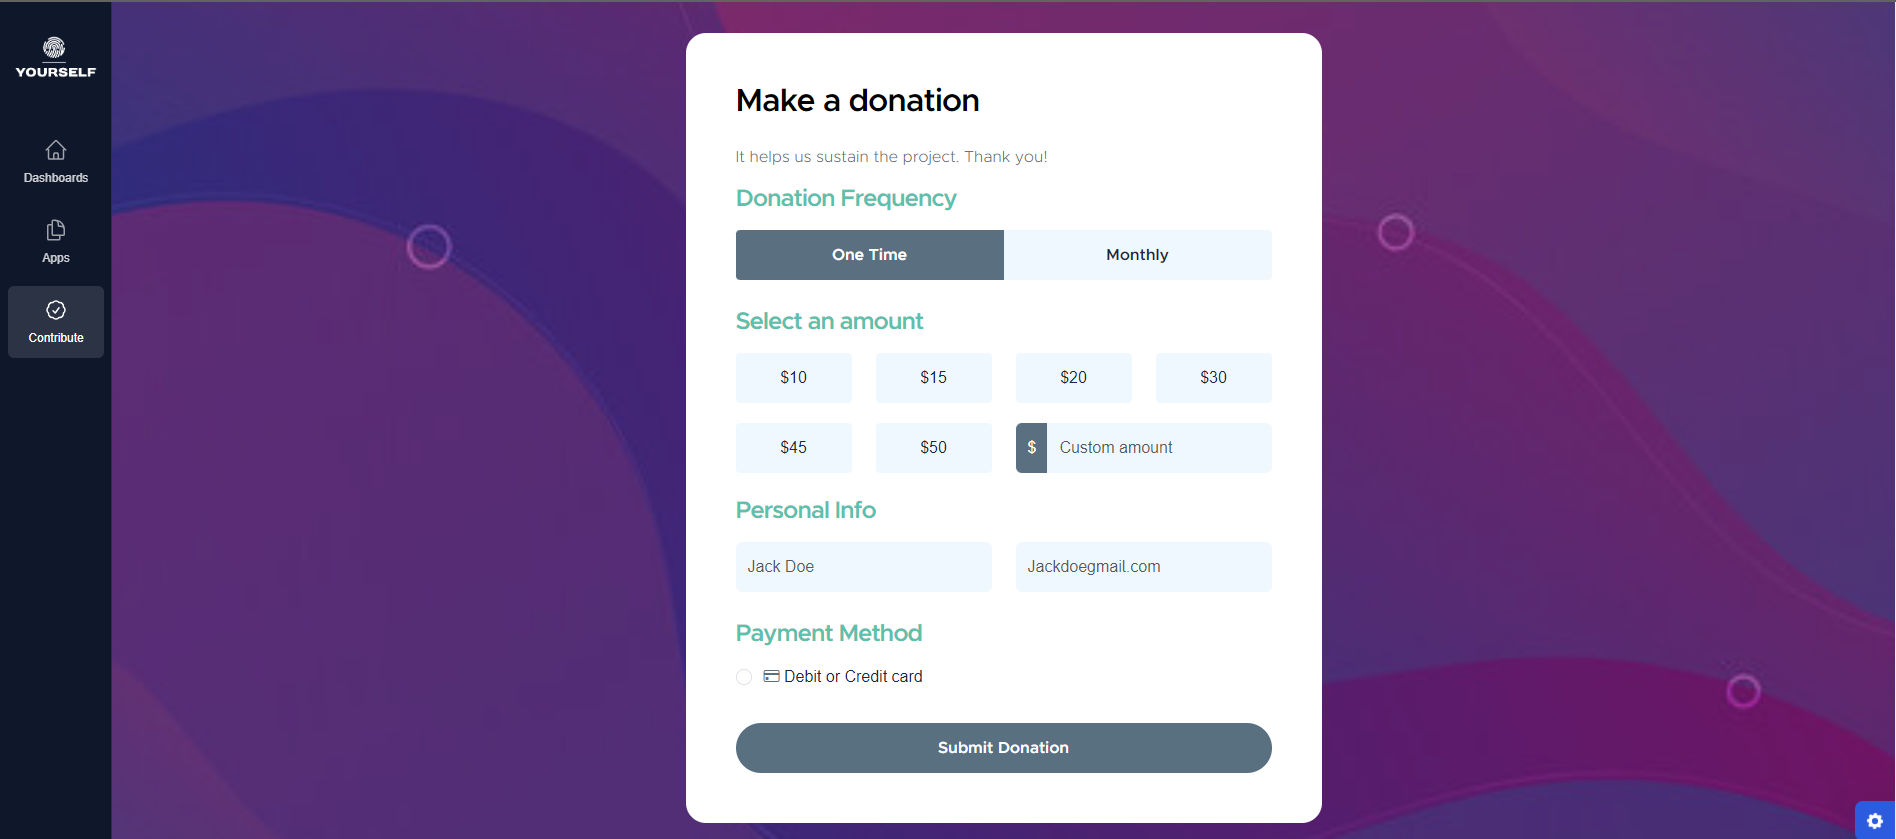 YOURSELF
Dashboards
Apps
Contribute
Make a donation
It helps us sustain the project. Thank you!
Donation Frequency
One Time
Monthly
Select an amount
$10
$15
$20
$30
$45
$50
$ Custom amount
Personal Info
Jack Doe
Jackdoegmail.com
Payment Method
Debit or Credit card
Submit Donation